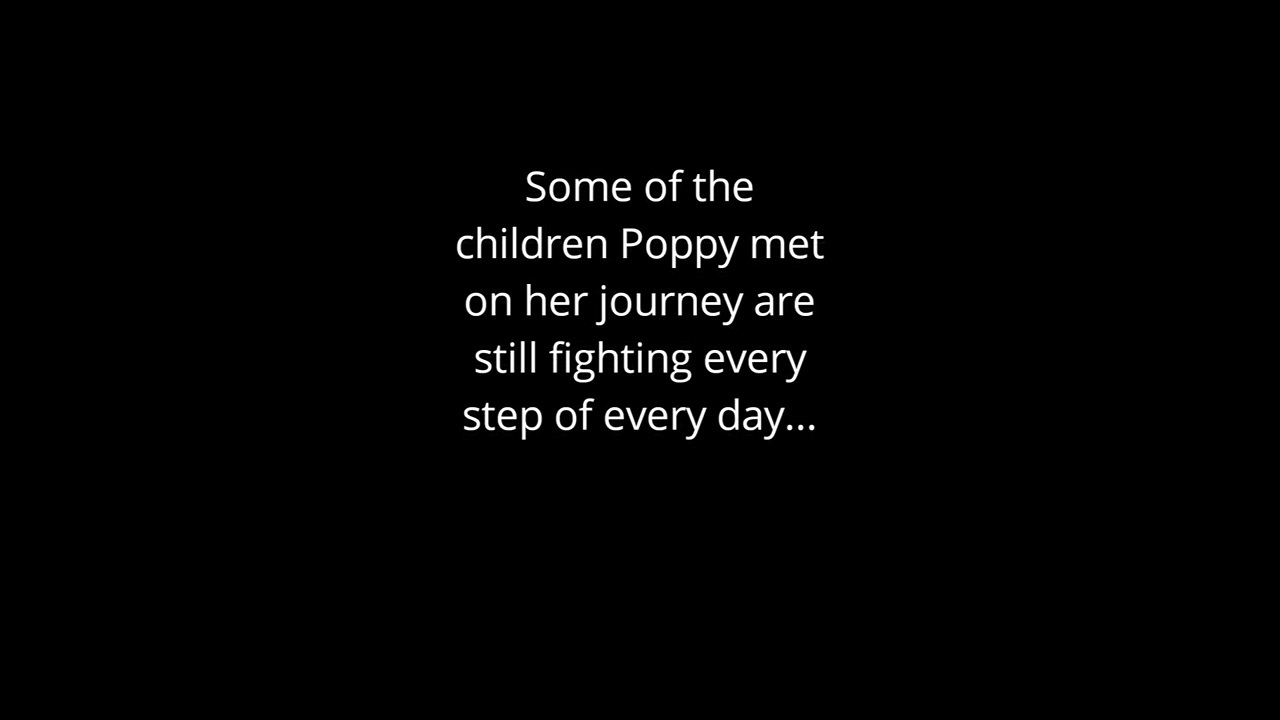 Some of the
children Poppy met
on her journey are
still fighting every
step of every day...